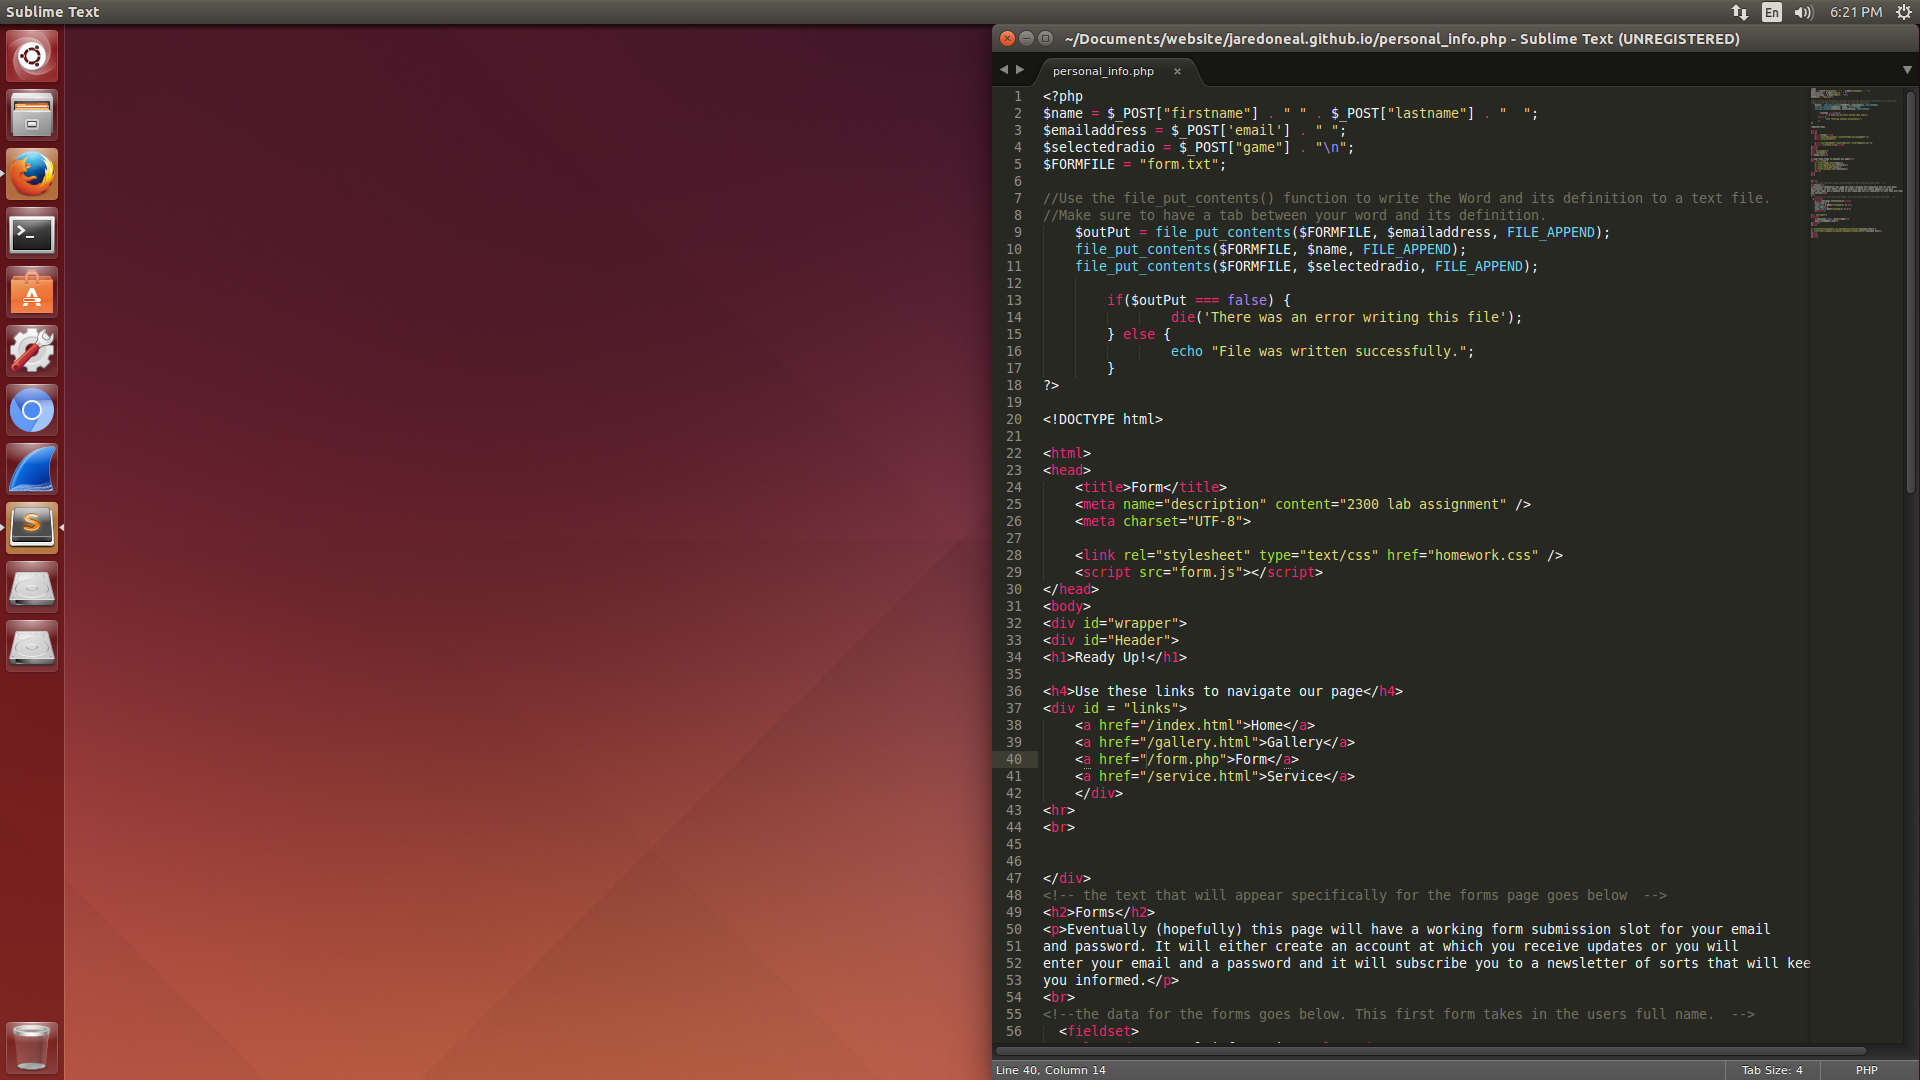 Sublime Text
En
6:21 PM
~/Documents/website/jaredoneal.github.io/personal_info.php - Sublime Text (UNREGISTERED)
personal_info.php
1 <?php
2 $name = $_POST["firstname"] . " " . $_POST["lastname"] . "  ";
3 $emailaddress = $_POST['email'] . " ";
4 $selectedradio = $_POST["game"] . "\n";
5 $FORMFILE = "form.txt";
6
7 //Use the file_put_contents() function to write the Word and its definition to a text file.
8 //Make sure to have a tab between your word and its definition.
9 $outPut = file_put_contents($FORMFILE, $emailaddress, FILE_APPEND);
10 file_put_contents($FORMFILE, $name, FILE_APPEND);
11 file_put_contents($FORMFILE, $selectedradio, FILE_APPEND);
12
13 if($outPut === false) {
14 die('There was an error writing this file');
15 } else {
16 echo "File was written successfully.";
17 }
18 ?>
19
20 <!DOCTYPE html>
21
22 <html>
23 <head>
24 <title>Form</title>
25 <meta name="description" content="2300 lab assignment" />
26 <meta charset="UTF-8">
27
28 <link rel="stylesheet" type="text/css" href="homework.css" />
29 <script src="form.js"></script>
30 </head>
31 <body>
32 <div id="wrapper">
33 <div id="Header">
34 <h1>Ready Up!</h1>
35
36 <h4>Use these links to navigate our page</h4>
37 <div id = "links">
38 <a href="/index.html">Home</a>
39 <a href="/gallery.html">Gallery</a>
40 <a href="/form.php">Form</a>
41 <a href="/service.html">Service</a>
42 </div>
43 <hr>
44 <br>
45
46
47 </div>
48 <!-- the text that will appear specifically for the forms page goes below  -->
49 <h2>Forms</h2>
50 <p>Eventually (hopefully) this page will have a working form submission slot for your email
51 and password. It will either create an account at which you receive updates or you will
52 enter your email and a password and it will subscribe you to a newsletter of sorts that will kee
53 you informed.</p>
54 <br>
55 <!--the data for the forms goes below. This first form takes in the users full name.  -->
56 <fieldset>
Line 40, Column 14
Tab Size: 4
PHP